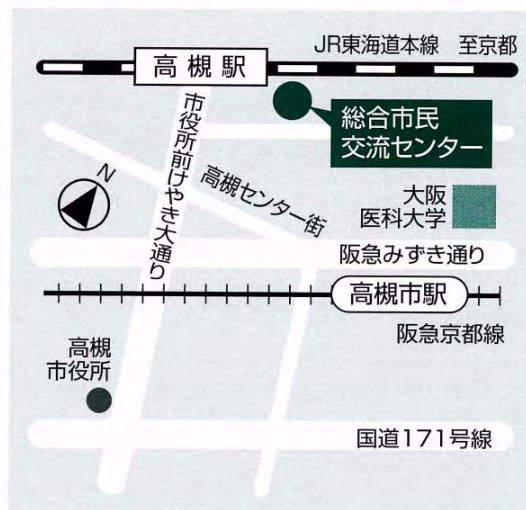 JR東海道本線 至京都
高槻駅
総合市民
交流センター
市役所前けやき大通り
N
高槻センター街
大阪
医科大学
阪急みずき通り
高槻市駅
阪急京都線
高槻
市役所
国道171号線